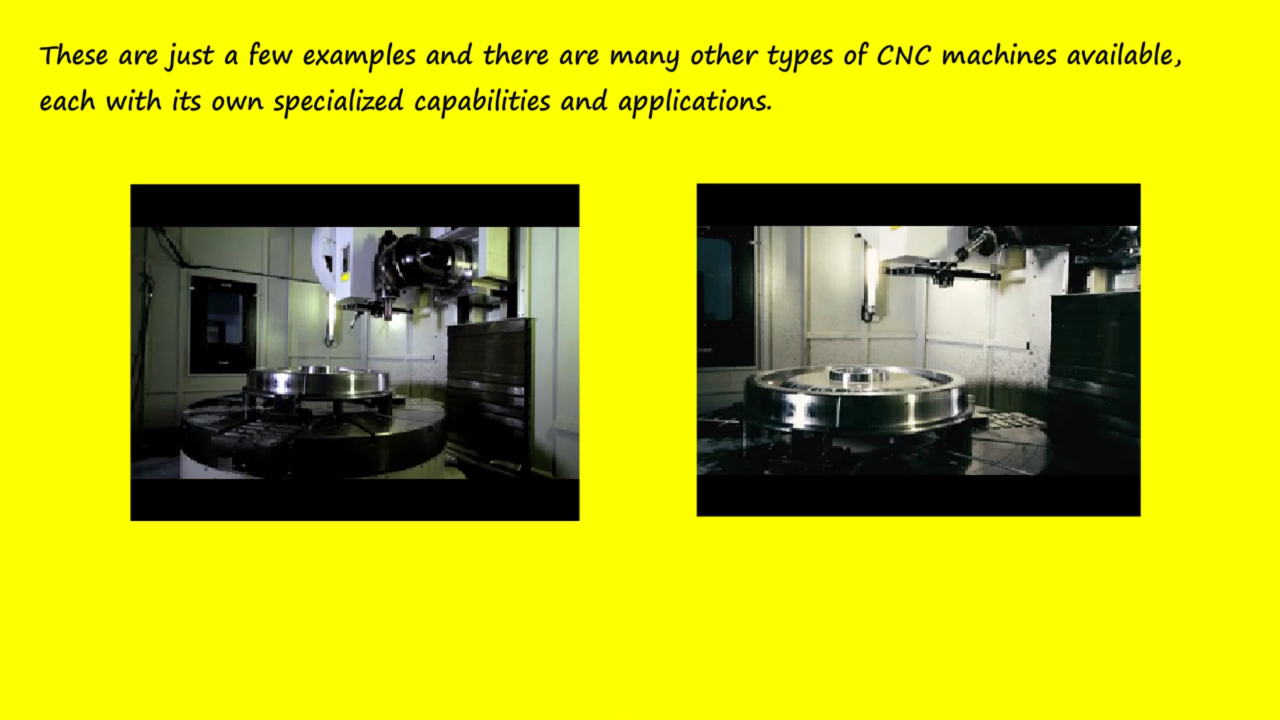 These are just a few examples and there are many other types of CNC machines available,
each with its own specialized capabilities and applications.